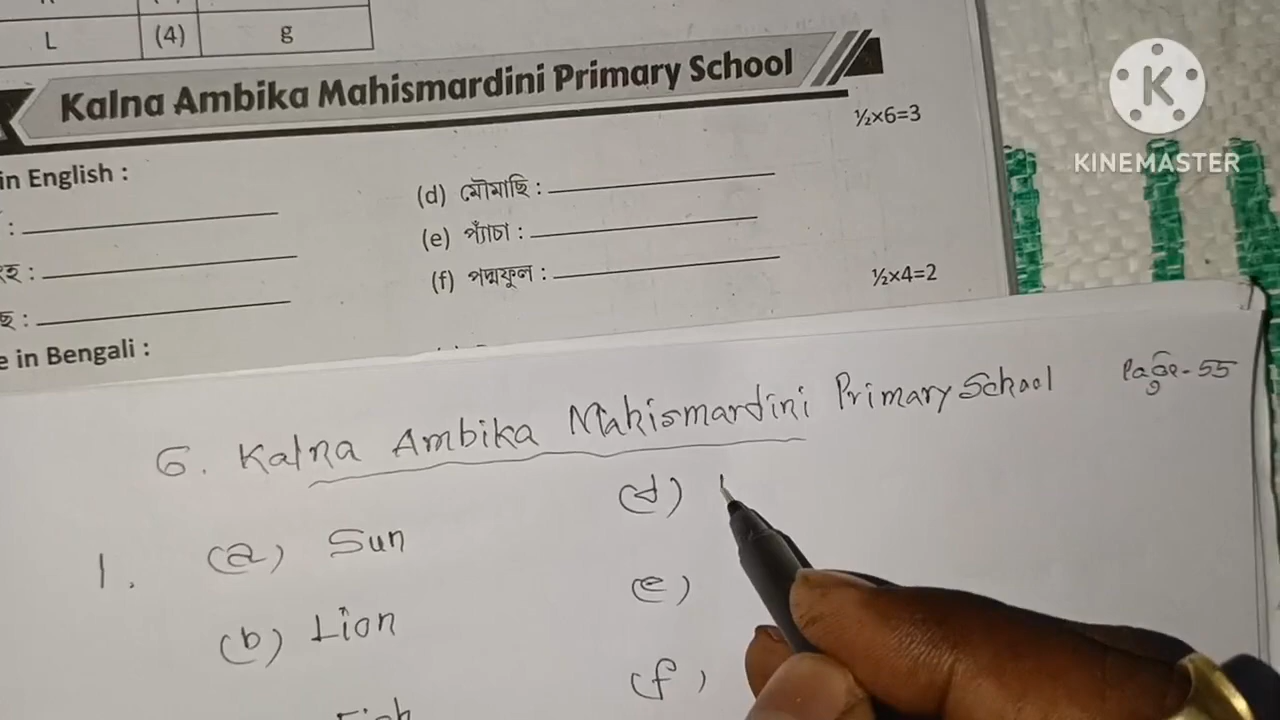 L (4) g
Kalna Ambika Mahismardini Primary School
½×6=3
in English :
(d) মৌমাছি :
(e) প্যাঁচা :
(f) পদ্মফুল :
½×4=2
e in Bengali :
K
KINEMASTER
Page-55
6. Kalna Ambika Mahismardini Primary School
1. (a) Sun (d)
(b) Lion (e)
Fish (f)